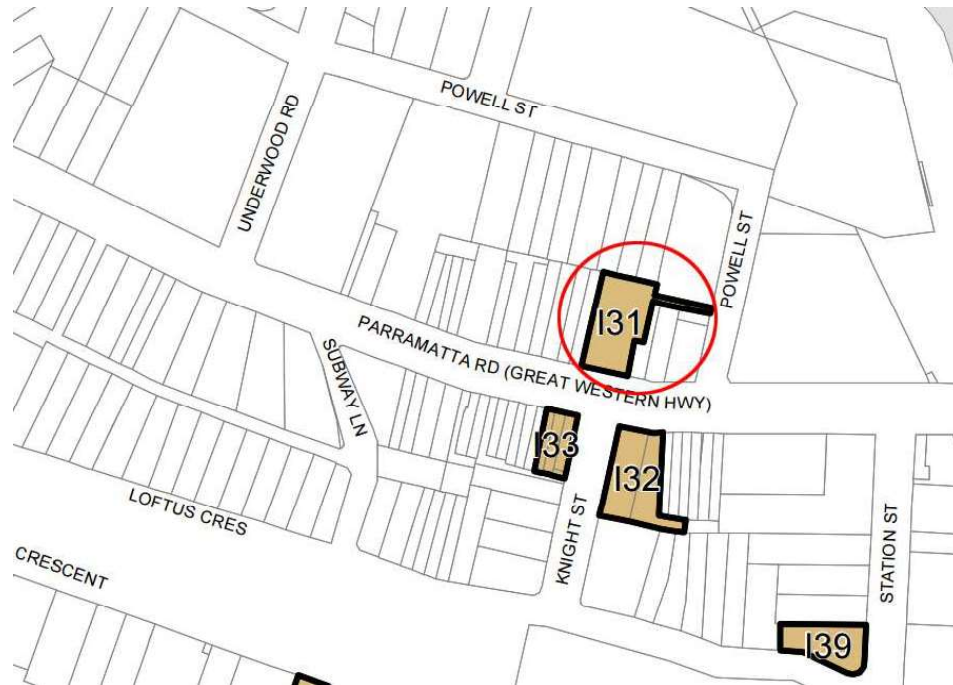 POWELL ST
UNDERWOOD RD
POWELL ST
I31
PARRAMATTA RD (GREAT WESTERN HWY)
SUBWAY LN
I33
I32
LOFTUS CRES
KNIGHT ST
STATION ST
CRESCENT
I39